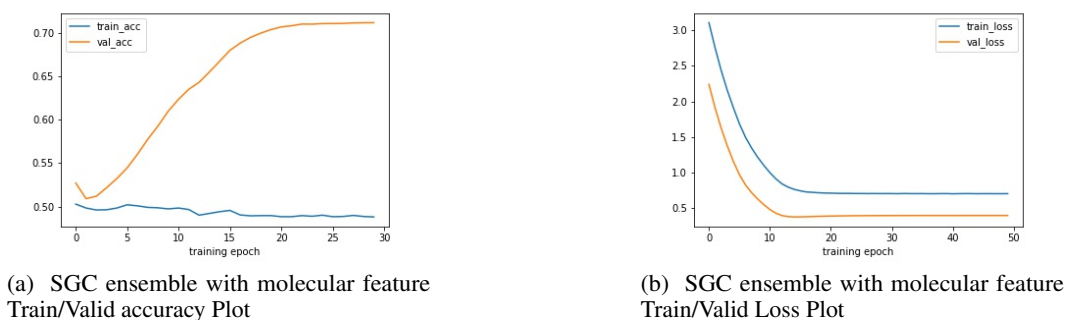 train_acc
val_acc
0.70
0.65
0.60
0.55
0.50
0 5 10 15 20 25 30
training epoch
(a) SGC ensemble with molecular feature
Train/Valid accuracy Plot
train_loss
val_loss
3.0
2.5
2.0
1.5
1.0
0.5
0 10 20 30 40 50
training epoch
(b) SGC ensemble with molecular feature
Train/Valid Loss Plot